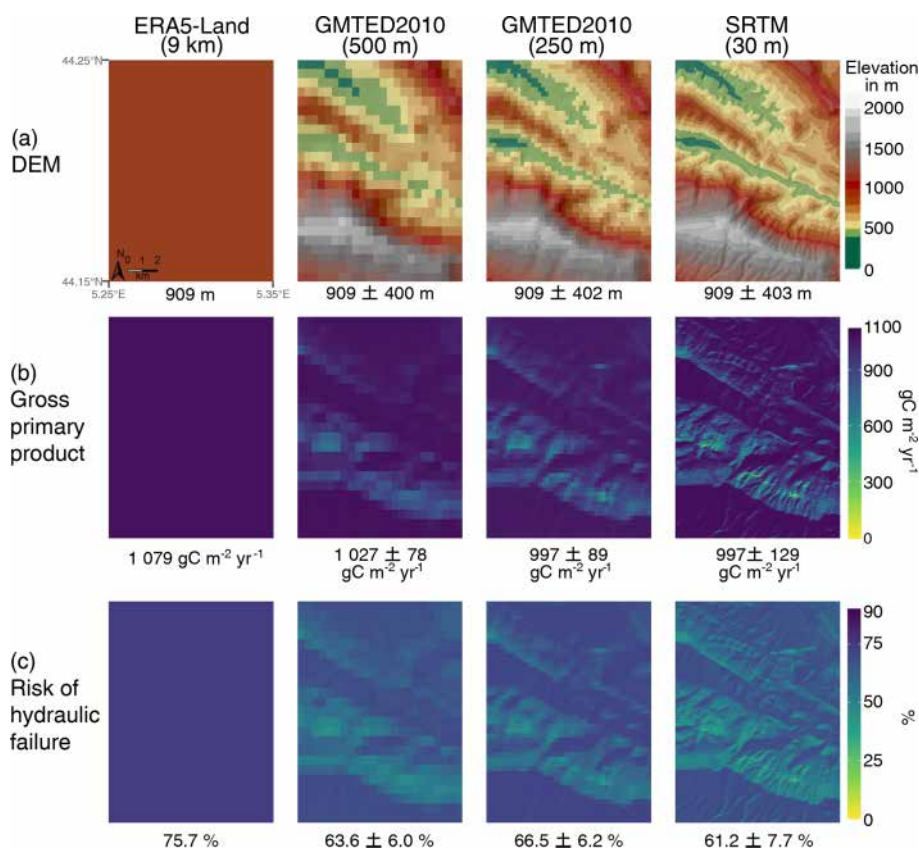 ERA5-Land
(9 km)
GMTED2010
(500 m)
GMTED2010
(250 m)
SRTM
(30 m)
44.25°N
(a)
DEM
N
0 1 2
km
44.15°N
5.25°E
5.35°E
909 m
909 ± 400 m
909 ± 402 m
909 ± 403 m
Elevation
in m
2000
1500
1000
500
0
(b)
Gross
primary
product
1 079 gC m⁻² yr⁻¹
1 027 ± 78
gC m⁻² yr⁻¹
997 ± 89
gC m⁻² yr⁻¹
997 ± 129
gC m⁻² yr⁻¹
1100
900
600
300
0
gC m⁻² yr⁻¹
(c)
Risk of
hydraulic
failure
75.7 %
63.6 ± 6.0 %
66.5 ± 6.2 %
61.2 ± 7.7 %
90
75
50
25
0
%